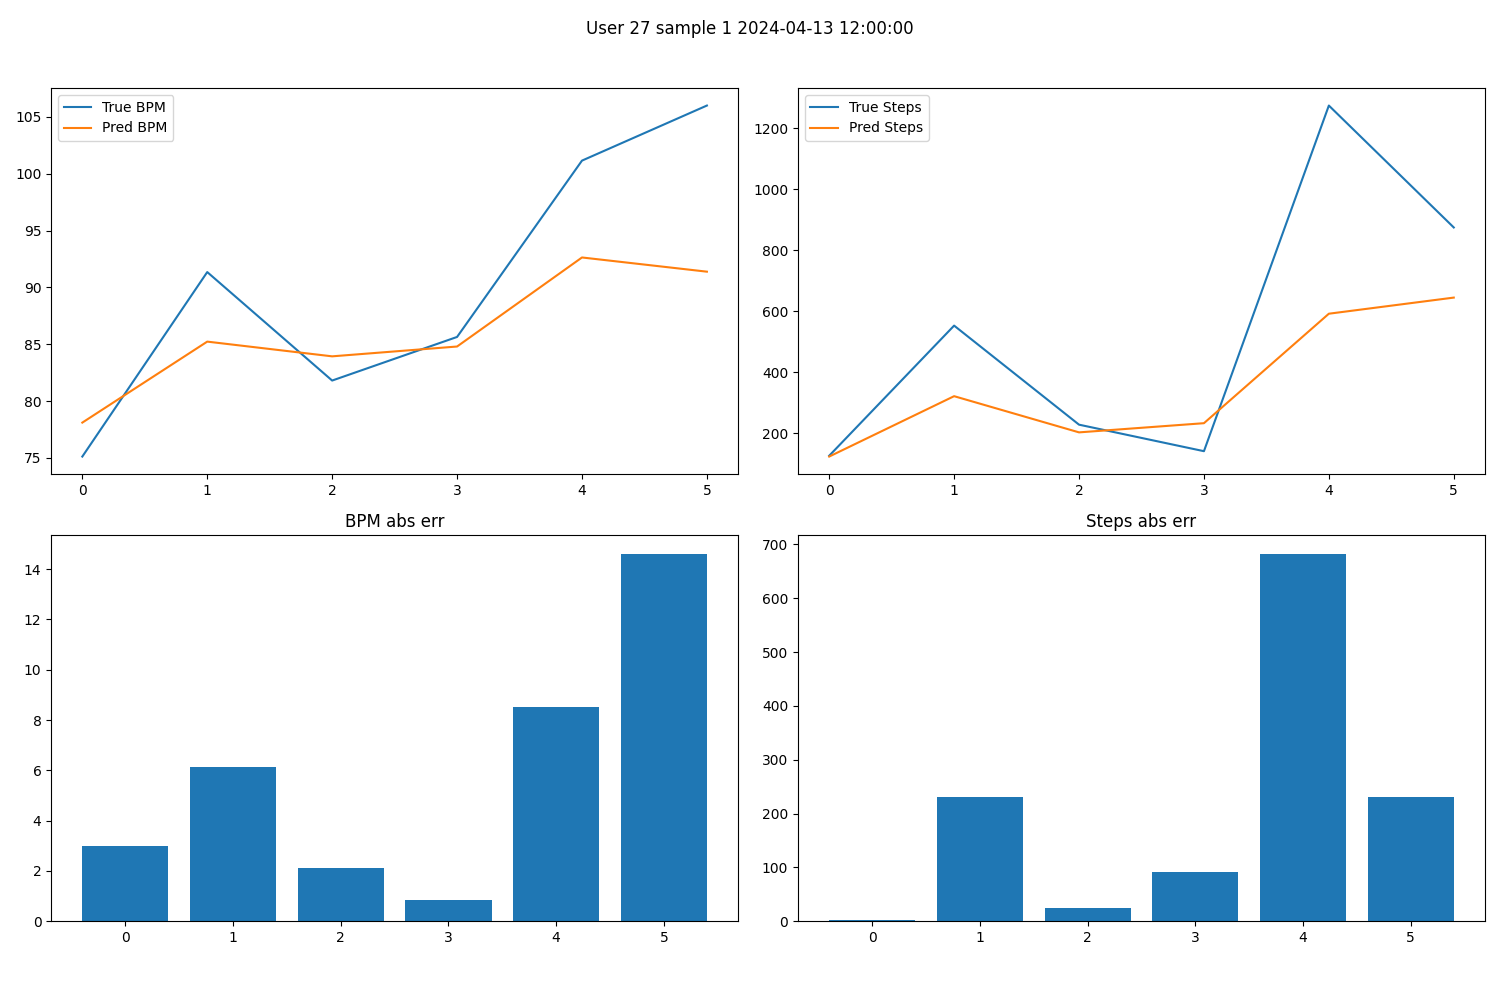 User 27 sample 1 2024-04-13 12:00:00
True BPM
Pred BPM
105
100
95
90
85
80
75
0 1 2 3 4 5
True Steps
Pred Steps
1200
1000
800
600
400
200
0 1 2 3 4 5
BPM abs err
14
12
10
8
6
4
2
0
0 1 2 3 4 5
Steps abs err
700
600
500
400
300
200
100
0
0 1 2 3 4 5